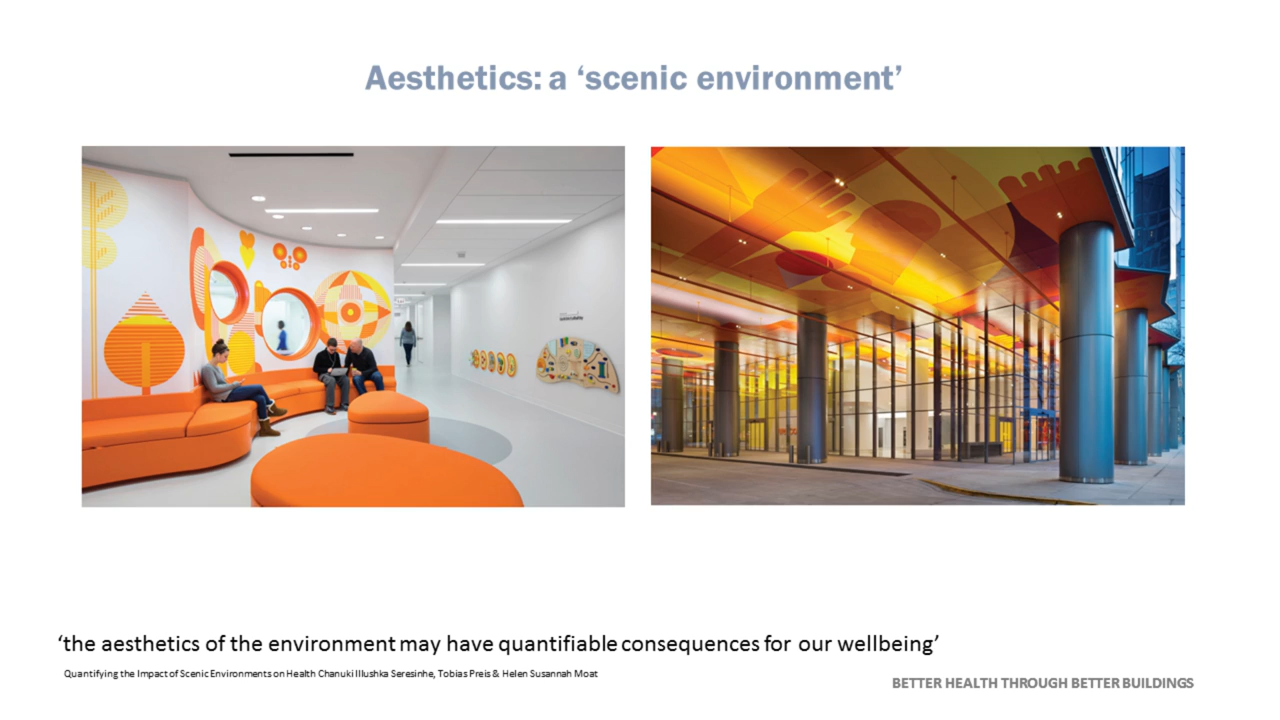 Aesthetics: a ‘scenic environment’
‘the aesthetics of the environment may have quantifiable consequences for our wellbeing’
Quantifying the Impact of Scenic Environments on Health Chanuki Illushka Seresinhe, Tobias Preis & Helen Susannah Moat
BETTER HEALTH THROUGH BETTER BUILDINGS